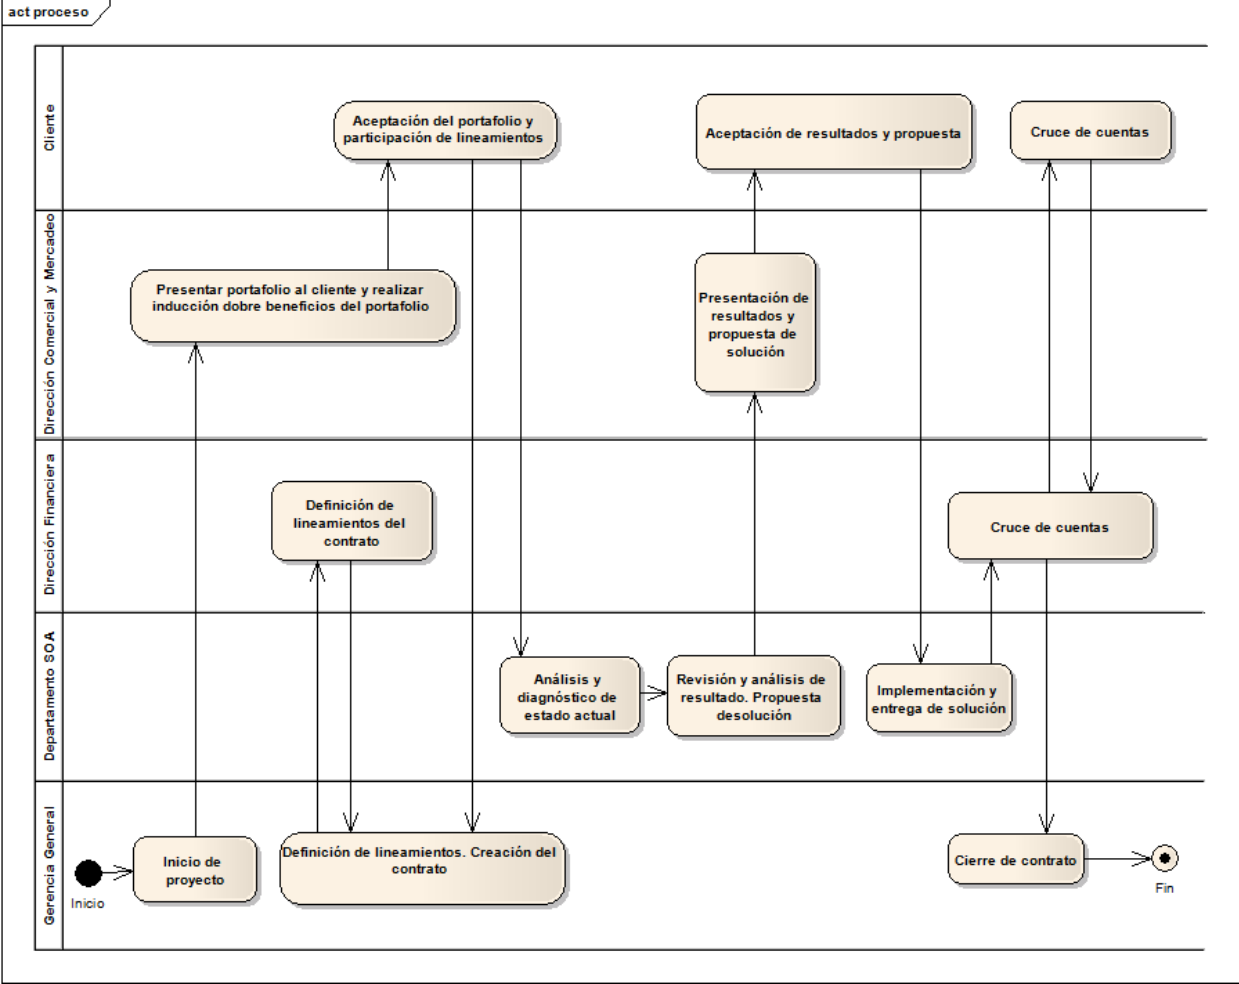 act proceso
Cliente
Aceptación del portafolio y
participación de lineamientos
Aceptación de resultados y propuesta
Cruce de cuentas
Dirección Comercial y Mercadeo
Presentar portafolio al cliente y realizar
inducción dobre beneficios del portafolio
Presentación de
resultados y
propuesta de
solución
Dirección Financiera
Definición de
lineamientos del
contrato
Cruce de cuentas
Departamento SOA
Análisis y
diagnóstico de
estado actual
Revisión y análisis de
resultado. Propuesta
desolución
Implementación y
entrega de solución
Gerencia General
Inicio
Inicio de
proyecto
Definición de lineamientos. Creación del
contrato
Cierre de contrato
Fin